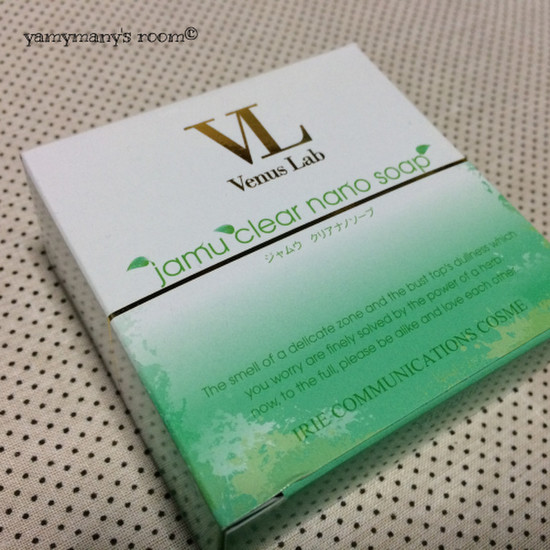 yamymany's room©
VL
Venus Lab
jamu clear nano soap
ジャムウ クリアナノソープ
The smell of a delicate zone and the bust top's dullness which
you worry are finely solved by the power of a herb.
now, to the full, please be alike and love each other
IRIE COMMUNICATIONS COSME